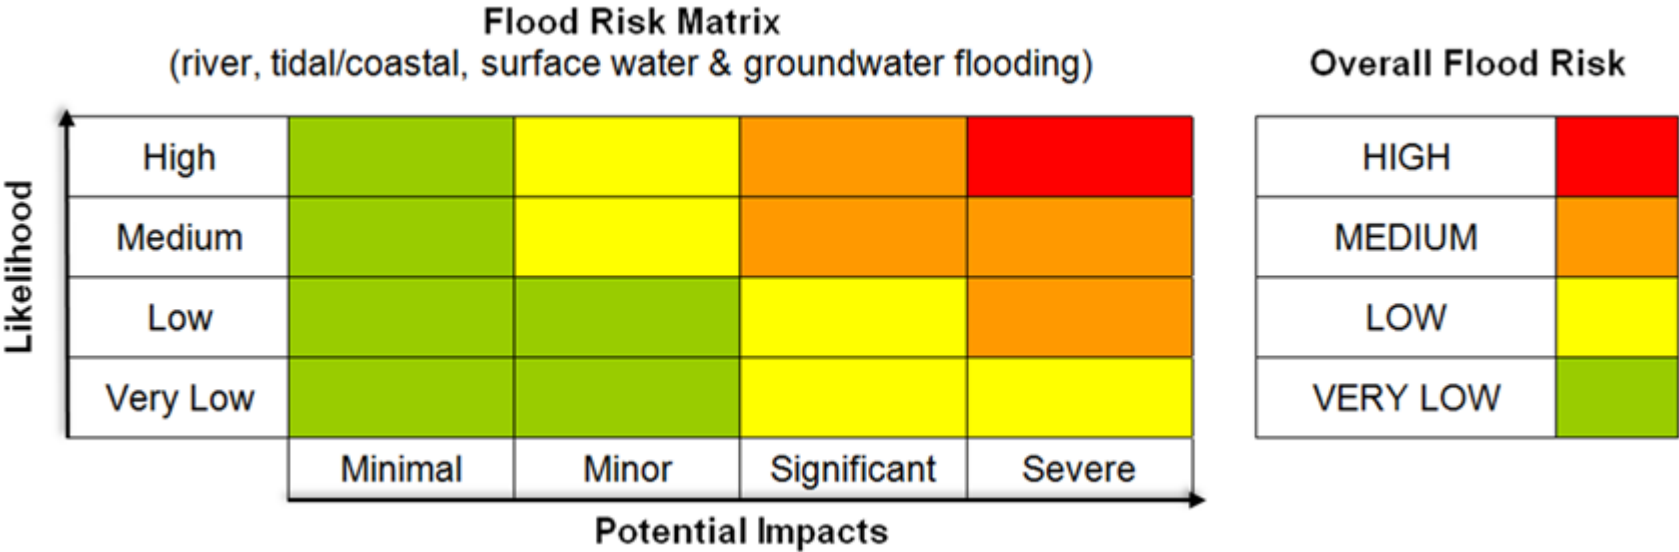 Flood Risk Matrix
(river, tidal/coastal, surface water & groundwater flooding)
Overall Flood Risk
Likelihood
High
Medium
Low
Very Low
Minimal
Minor
Significant
Severe
Potential Impacts
HIGH
MEDIUM
LOW
VERY LOW